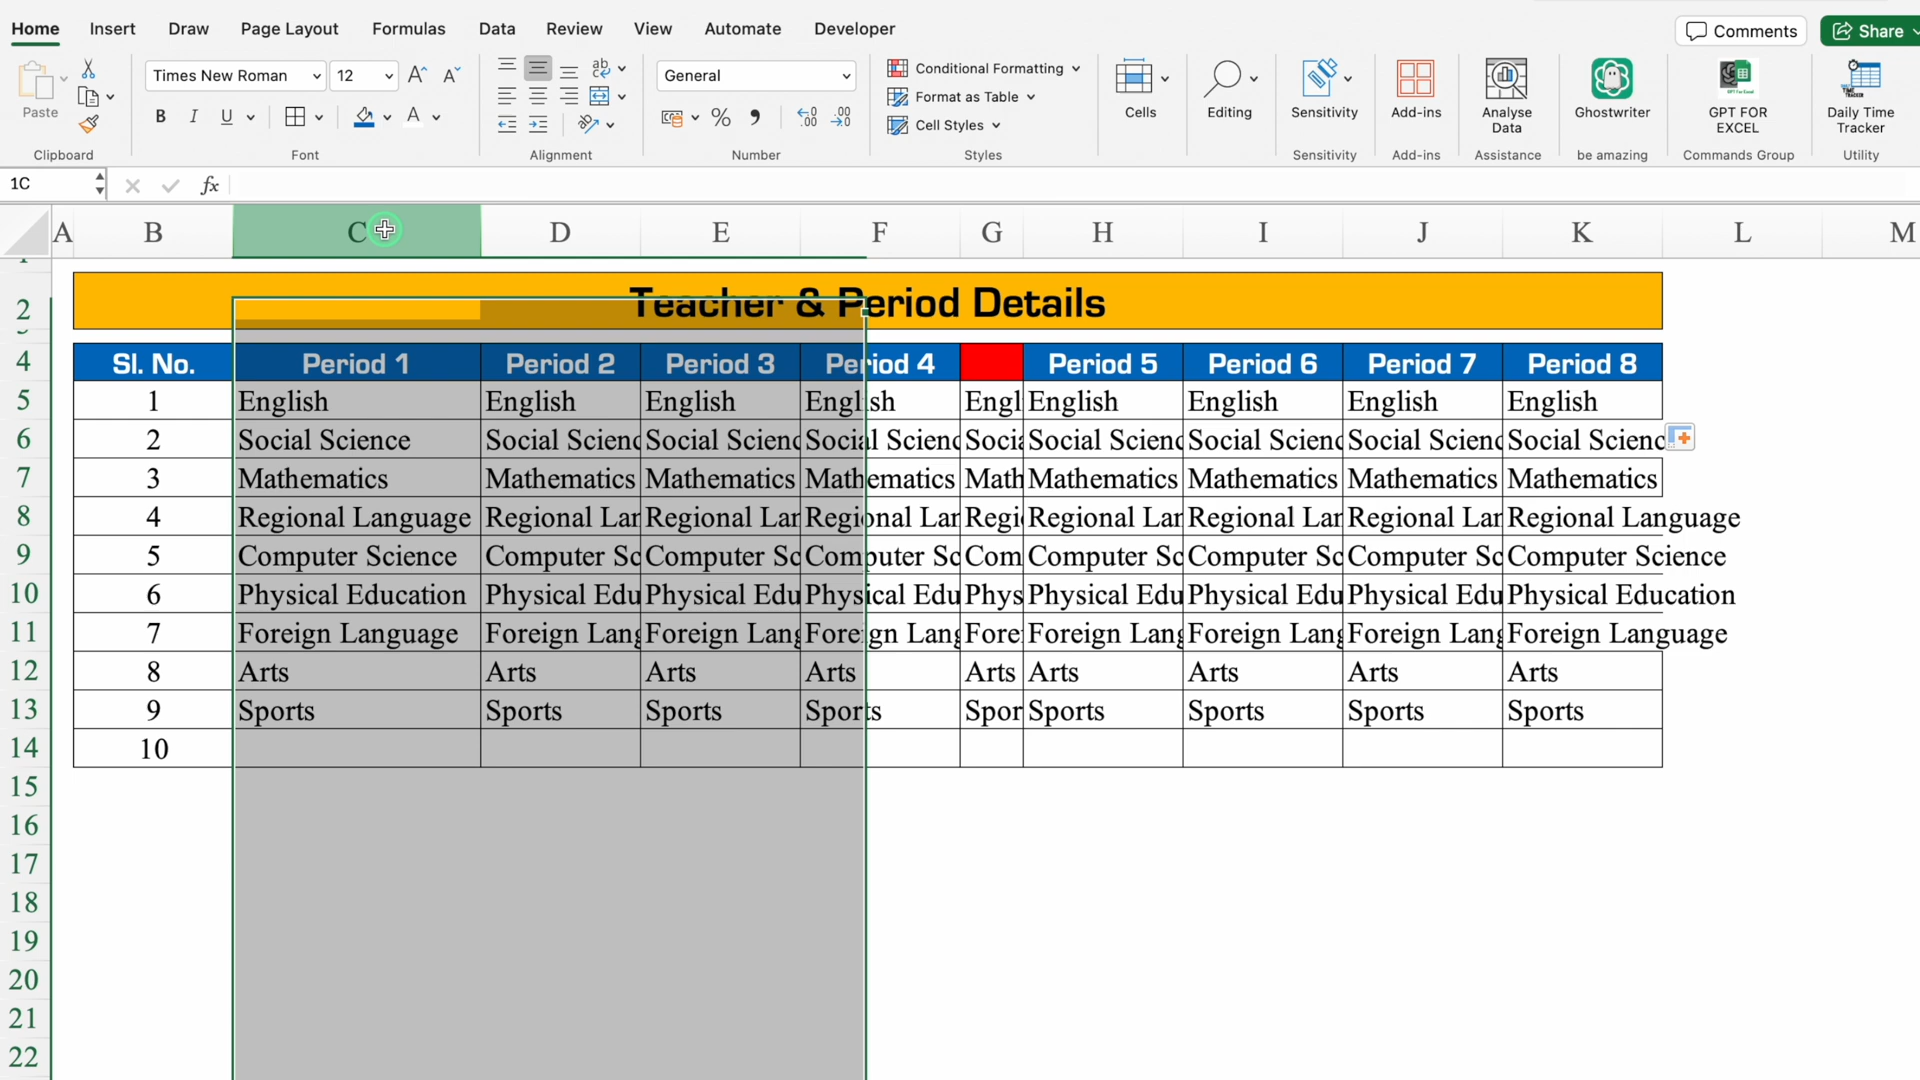 Home Insert Draw Page Layout Formulas Data Review View Automate Developer Comments Share
Paste Times New Roman 12 General Conditional Formatting Format as Table Cell Styles Cells Editing Sensitivity Add-ins Analyse Data Ghostwriter GPT FOR EXCEL Daily Time Tracker
Clipboard Font Alignment Number Styles Sensitivity Add-ins Assistance be amazing Commands Group Utility
1C fx
A B C D E F G H I J K L M
2 Teacher & Period Details
4 Sl. No. Period 1 Period 2 Period 3 Period 4 Period 5 Period 6 Period 7 Period 8
5 1 English English English English Engl English English English English
6 2 Social Science Social Scienc Social Scienc Social Scienc Socia Social Scienc Social Scienc Social Scienc Social Scienc
7 3 Mathematics Mathematics Mathematics Mathematics Math Mathematics Mathematics Mathematics Mathematics
8 4 Regional Language Regional Lar Regional Lar Regional Lar Regi Regional Lar Regional Lar Regional Lar Regional Language
9 5 Computer Science Computer Sc Computer Sc Computer Sc Com Computer Sc Computer Sc Computer Sc Computer Science
10 6 Physical Education Physical Edu Physical Edu Physical Edu Phys Physical Edu Physical Edu Physical Edu Physical Education
11 7 Foreign Language Foreign Lang Foreign Lang Foreign Lang Fore Foreign Lang Foreign Lang Foreign Lang Foreign Language
12 8 Arts Arts Arts Arts Arts Arts Arts Arts Arts
13 9 Sports Sports Sports Sports Spor Sports Sports Sports Sports
14 10
15
16
17
18
19
20
21
22